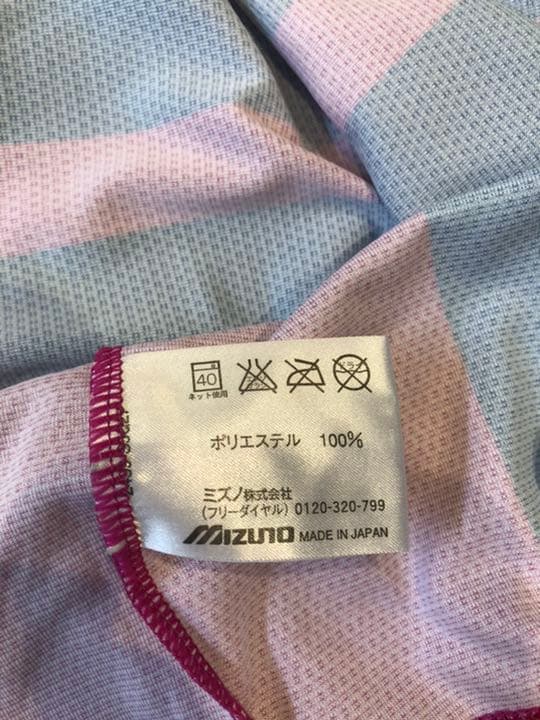 40
ネット使用
ポリエステル 100%
ミズノ株式会社
(フリーダイヤル) 0120-320-799
MIZUNO MADE IN JAPAN